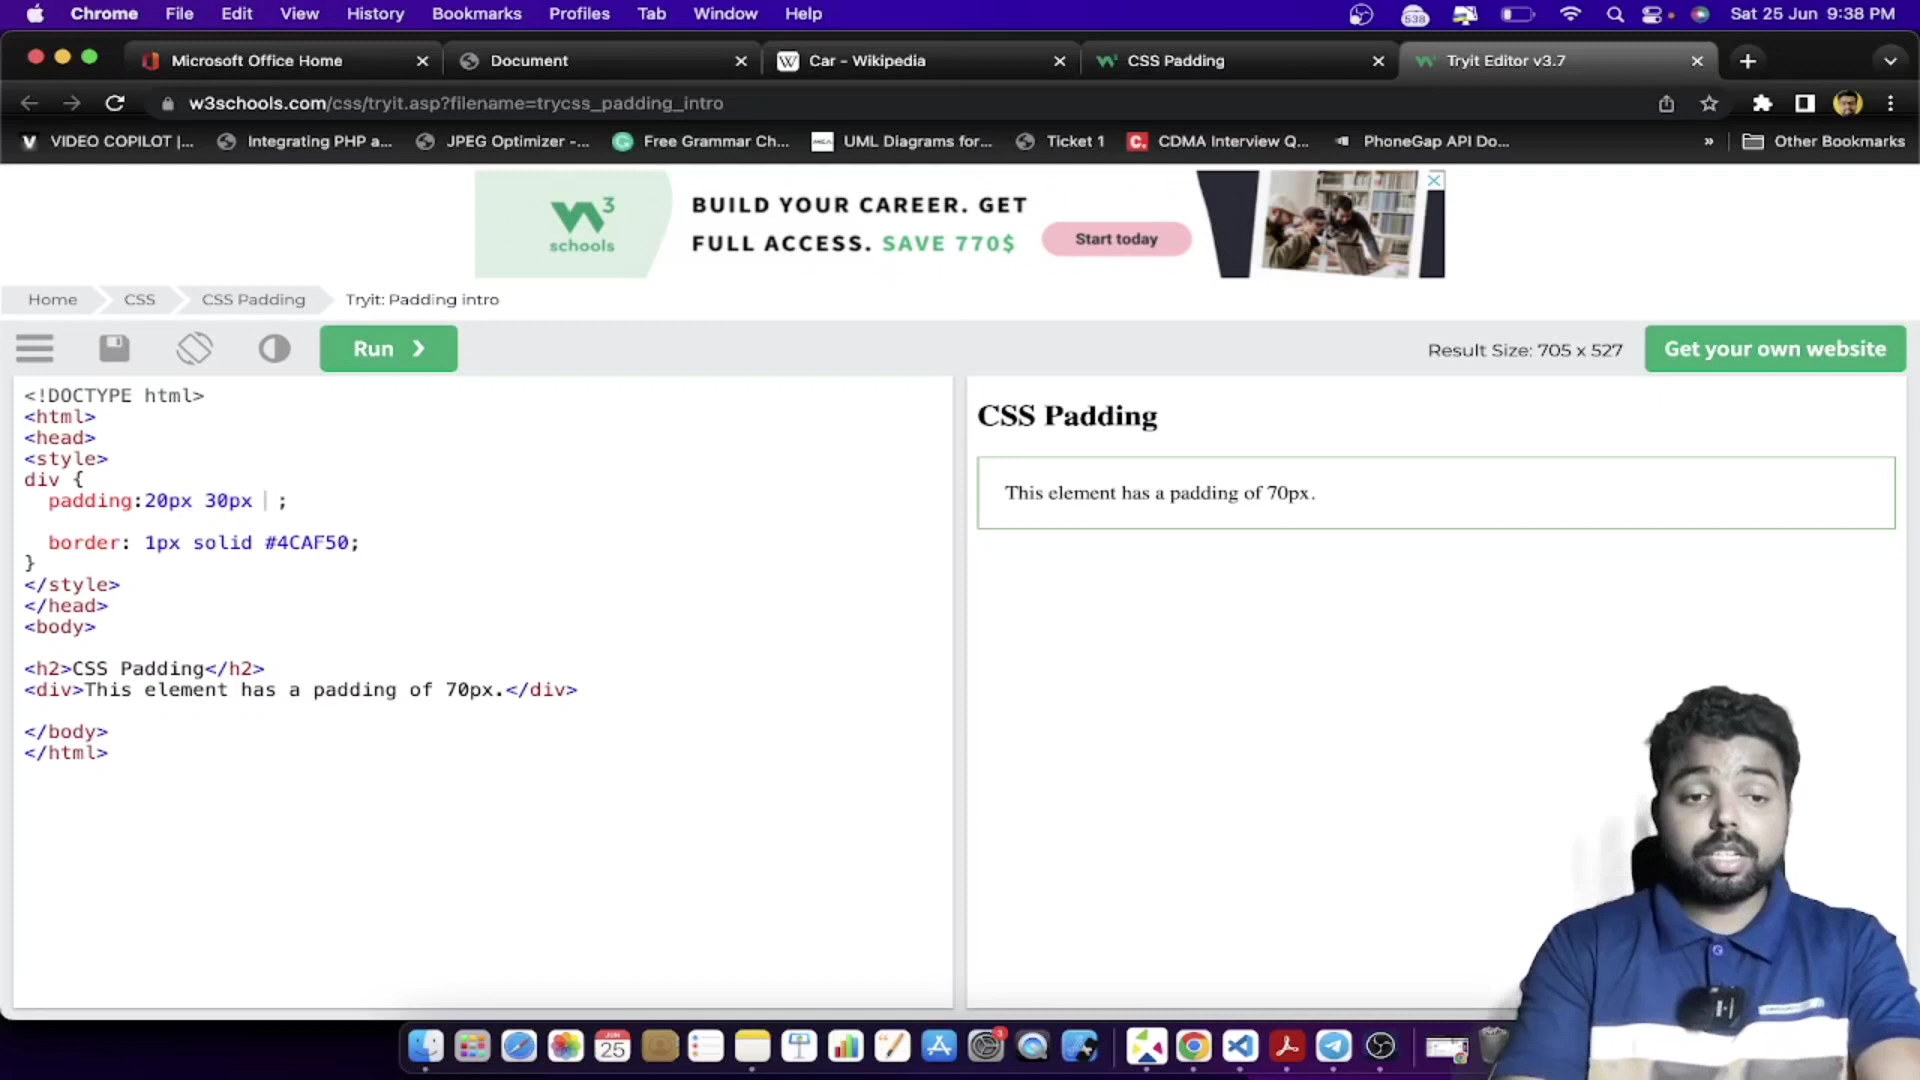 Chrome File Edit View History Bookmarks Profiles Tab Window Help 538 Sat 25 Jun 9:38 PM
Microsoft Office Home Document W Car - Wikipedia CSS Padding Tryit Editor v3.7
w3schools.com/css/tryit.asp?filename=trycss_padding_intro
VIDEO COPILOT |... Integrating PHP a... JPEG Optimizer -... Free Grammar Ch... UML Diagrams for... Ticket 1 C. CDMA Interview Q... PhoneGap API Do... » Other Bookmarks
3
schools
BUILD YOUR CAREER. GET
FULL ACCESS. SAVE 770$
Start today
Home CSS CSS Padding Tryit: Padding intro
Run ❯ Result Size: 705 x 527 Get your own website
<!DOCTYPE html>
<html>
<head>
<style>
div {
padding:20px 30px ;
border: 1px solid #4CAF50;
}
</style>
</head>
<body>
<h2>CSS Padding</h2>
<div>This element has a padding of 70px.</div>
</body>
</html>
CSS Padding
This element has a padding of 70px.
JUN
25
3
G